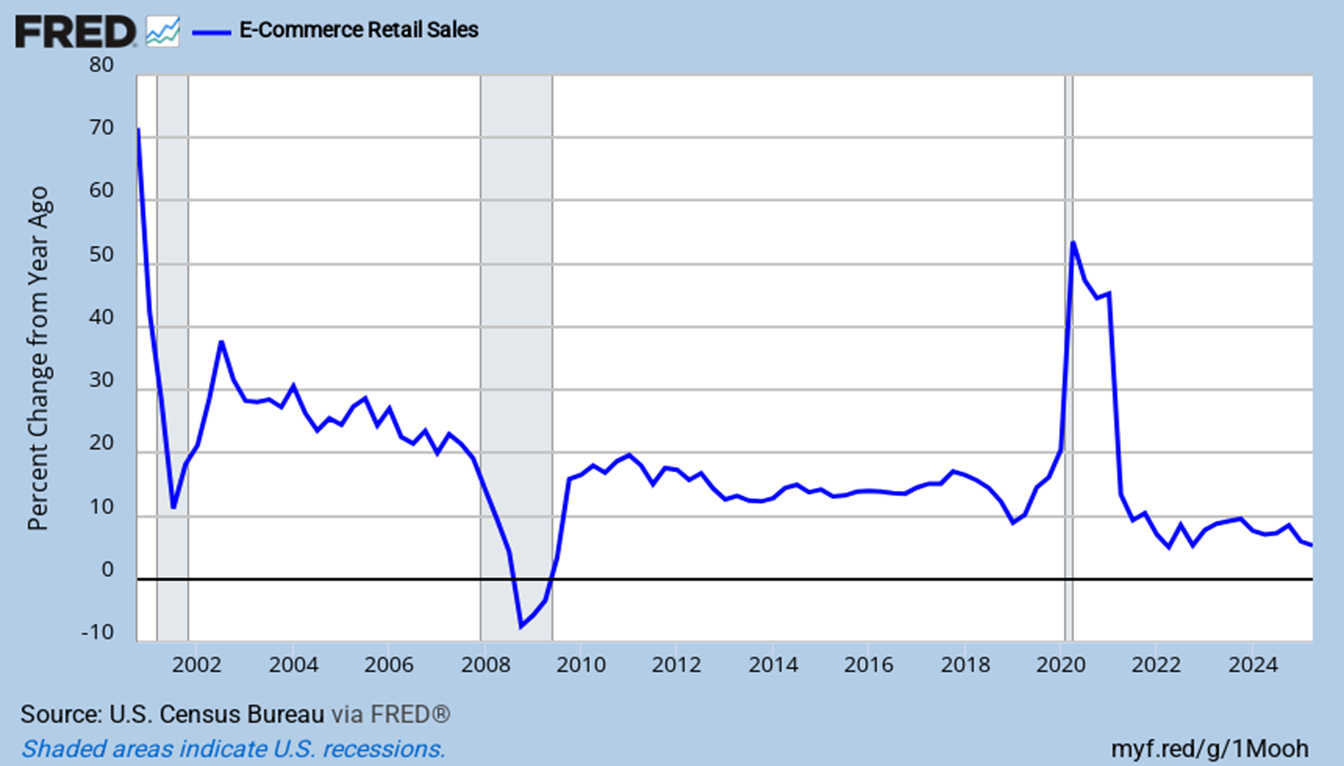 FRED
E-Commerce Retail Sales
80
70
60
50
40
30
20
10
0
-10
Percent Change from Year Ago
2002 2004 2006 2008 2010 2012 2014 2016 2018 2020 2022 2024
Source: U.S. Census Bureau via FRED®
Shaded areas indicate U.S. recessions.
myf.red/g/1Mooh